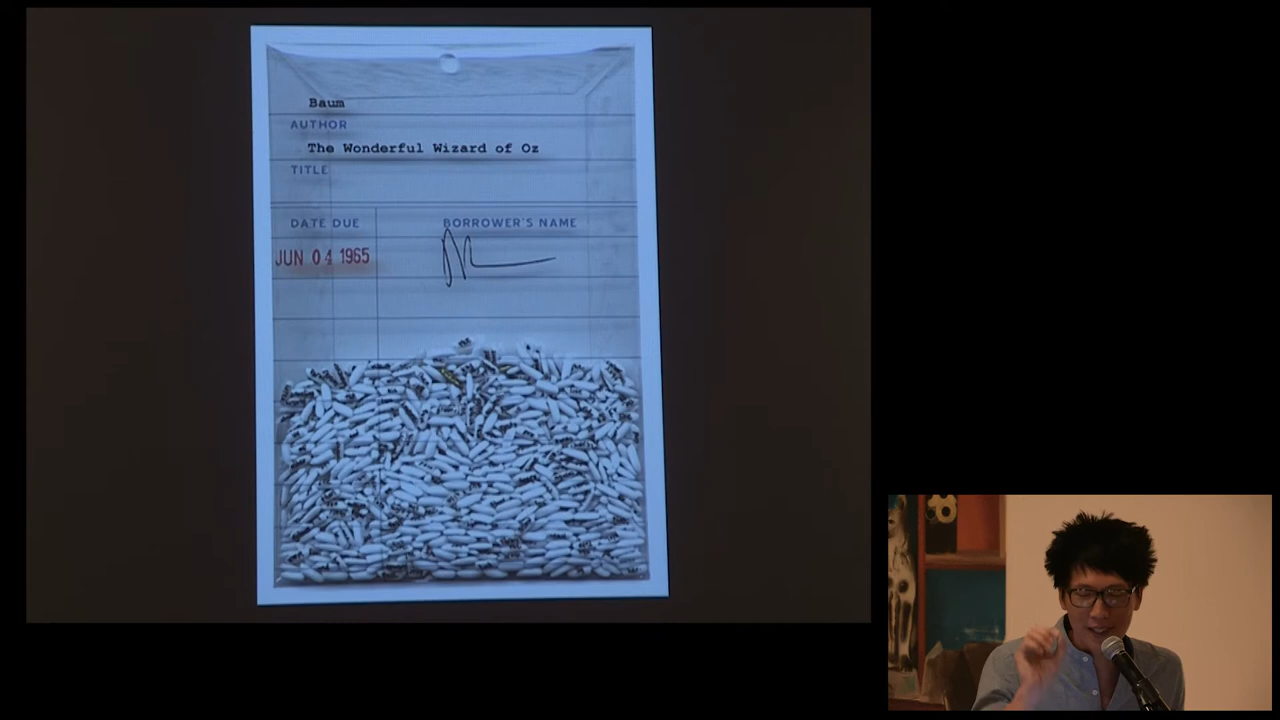 Baum
AUTHOR
The Wonderful Wizard of Oz
TITLE
DATE DUE
BORROWER'S NAME
JUN 04 1965